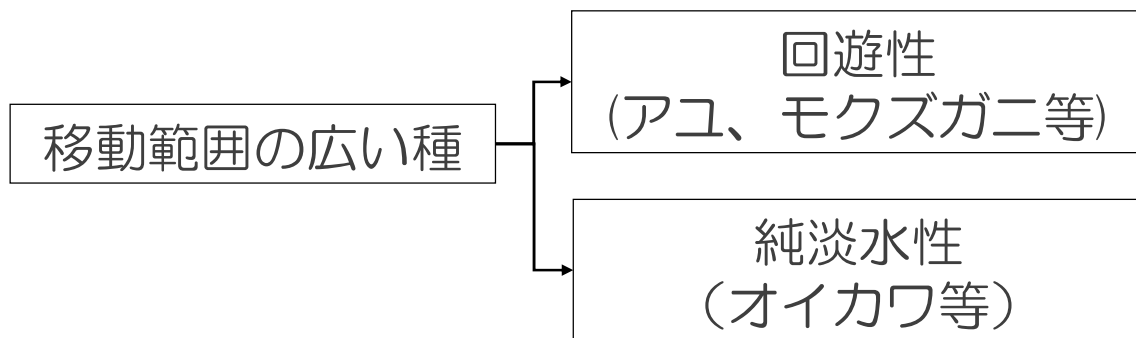 移動範囲の広い種
回遊性
(アユ、モクズガニ等)
純淡水性
（オイカワ等）